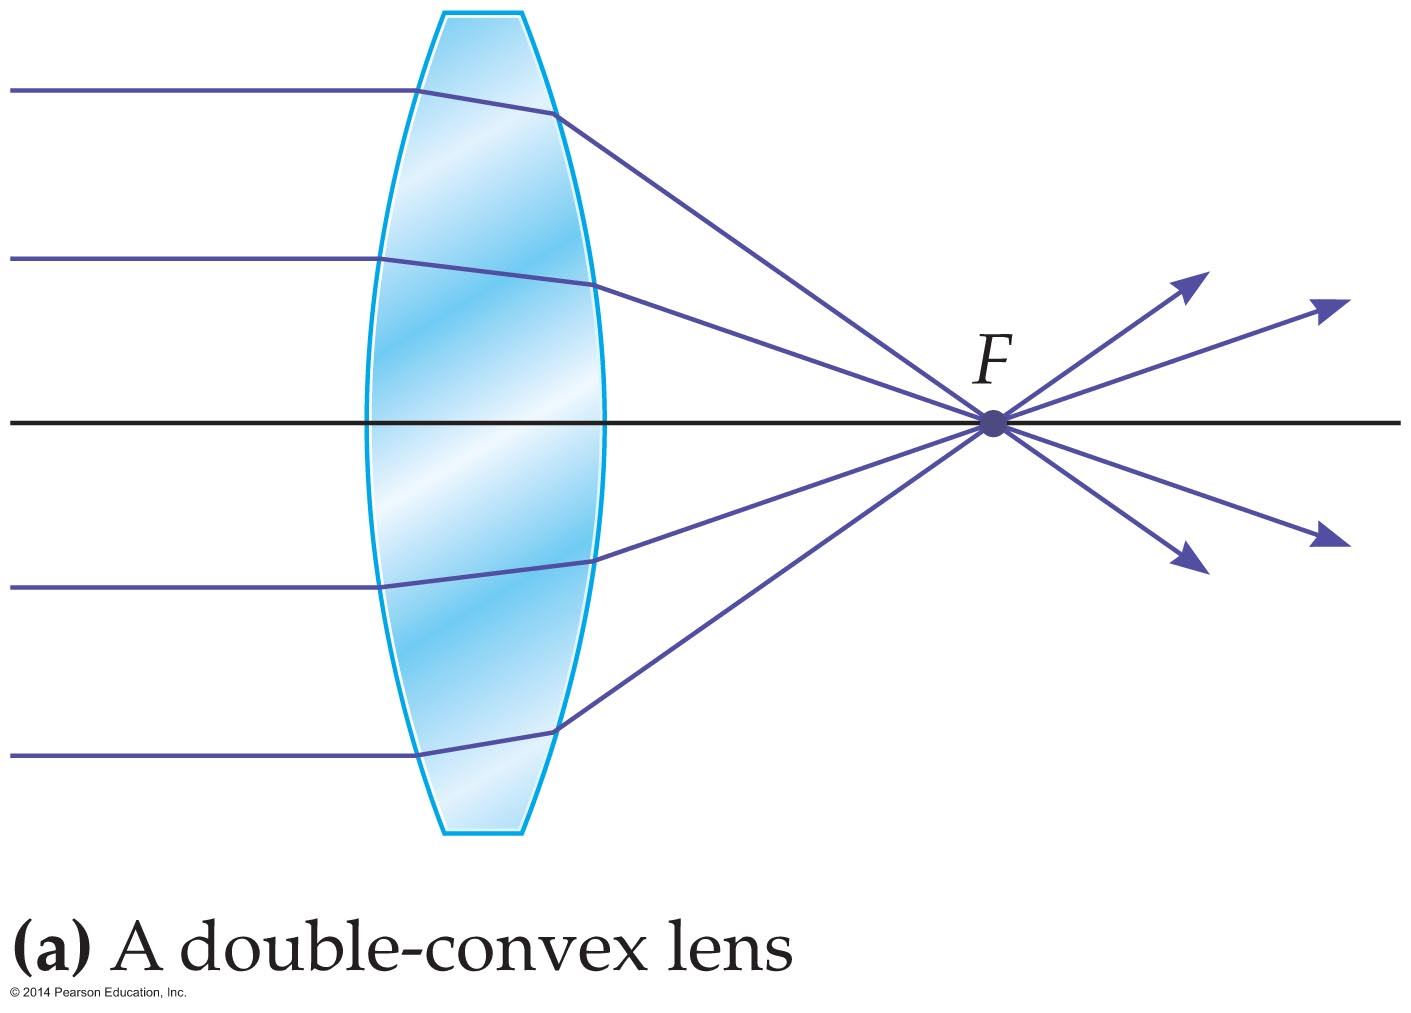 F
(a) A double-convex lens
© 2014 Pearson Education, Inc.